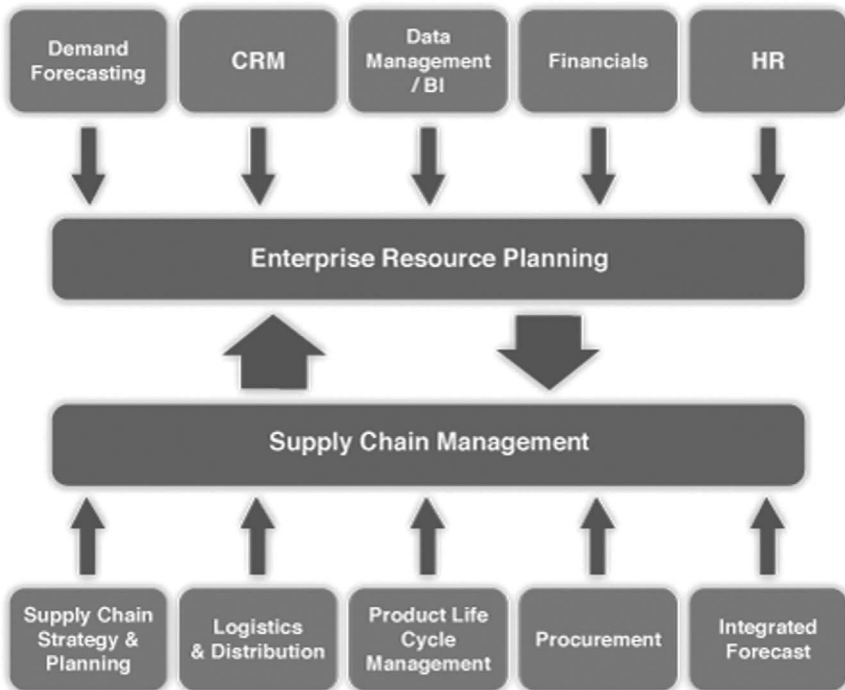 Demand
Forecasting
CRM
Data
Management
/ BI
Financials
HR
Enterprise Resource Planning
Supply Chain Management
Supply Chain
Strategy &
Planning
Logistics
& Distribution
Product Life
Cycle
Management
Procurement
Integrated
Forecast